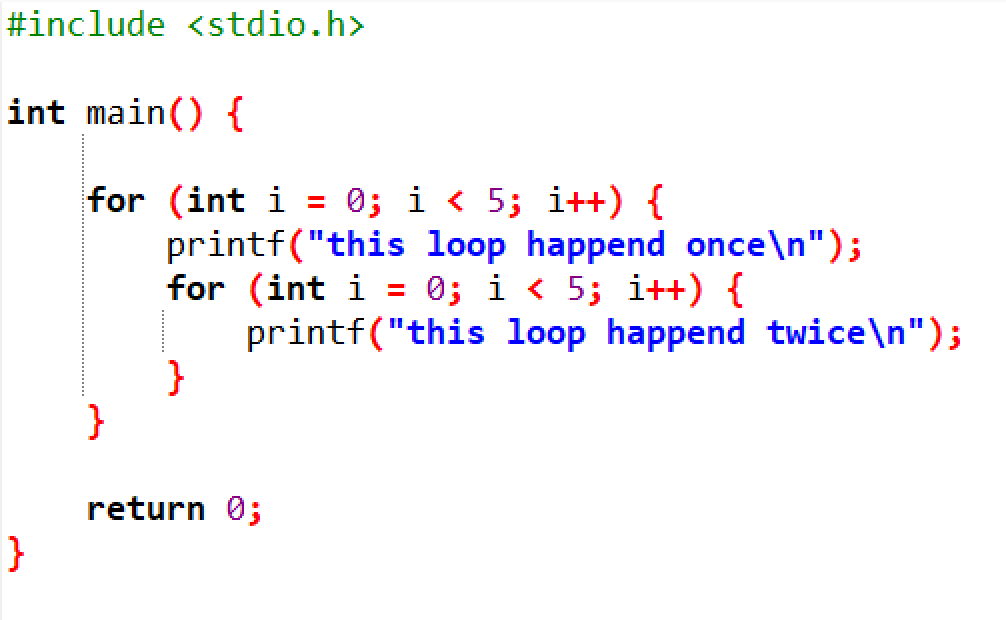 #include <stdio.h>
int main() {
for (int i = 0; i < 5; i++) {
printf("this loop happend once\n");
for (int i = 0; i < 5; i++) {
printf("this loop happend twice\n");
}
}
return 0;
}